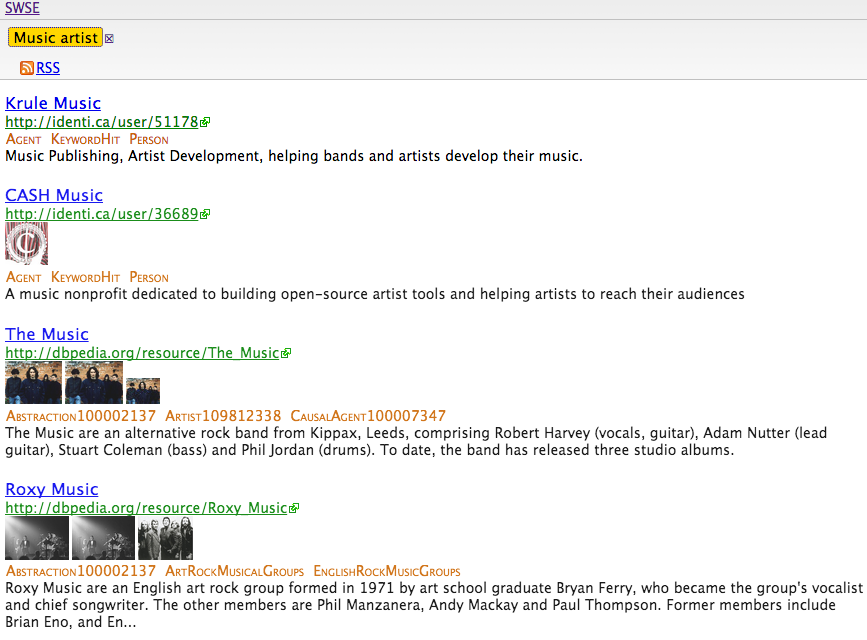 SWSE
Music artist
RSS
Krule Music
http://identi.ca/user/51178
Agent KeywordHit Person
Music Publishing, Artist Development, helping bands and artists develop their music.
CASH Music
http://identi.ca/user/36689
Agent KeywordHit Person
A music nonprofit dedicated to building open-source artist tools and helping artists to reach their audiences
The Music
http://dbpedia.org/resource/The_Music
Abstraction100002137 Artist109812338 CausalAgent100007347
The Music are an alternative rock band from Kippax, Leeds, comprising Robert Harvey (vocals, guitar), Adam Nutter (lead
guitar), Stuart Coleman (bass) and Phil Jordan (drums). To date, the band has released three studio albums.
Roxy Music
http://dbpedia.org/resource/Roxy_Music
Abstraction100002137 ArtRockMusicalGroups EnglishRockMusicGroups
Roxy Music are an English art rock group formed in 1971 by art school graduate Bryan Ferry, who became the group's vocalist
and chief songwriter. The other members are Phil Manzanera, Andy Mackay and Paul Thompson. Former members include
Brian Eno, and En...